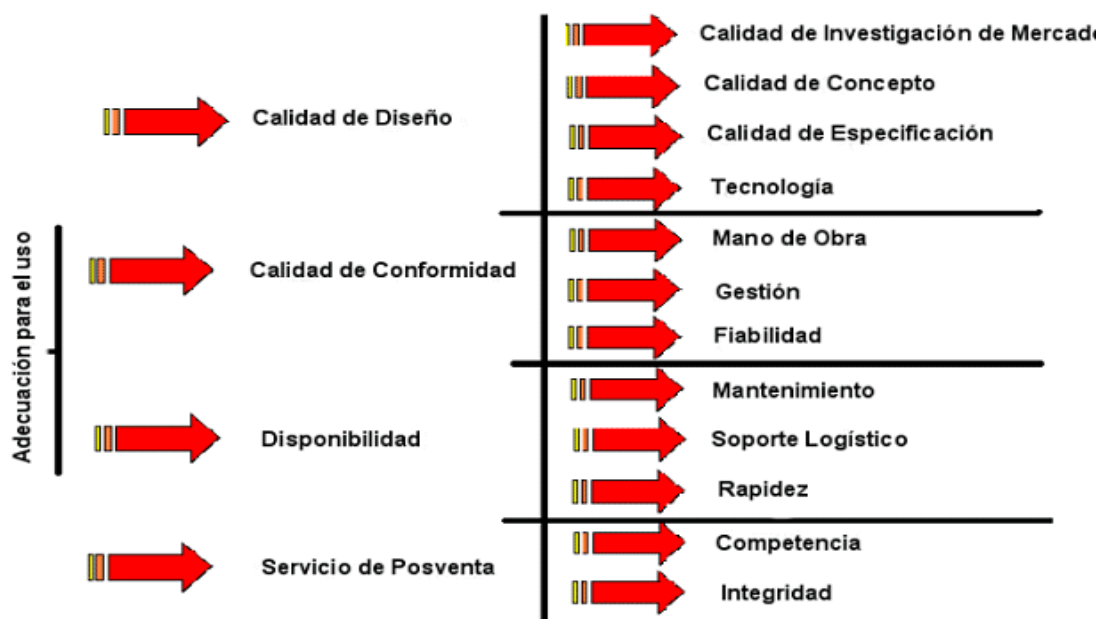 Adecuación para el uso
Calidad de Diseño
Calidad de Conformidad
Disponibilidad
Servicio de Posventa
Calidad de Investigación de Mercado
Calidad de Concepto
Calidad de Especificación
Tecnología
Mano de Obra
Gestión
Fiabilidad
Mantenimiento
Soporte Logístico
Rapidez
Competencia
Integridad